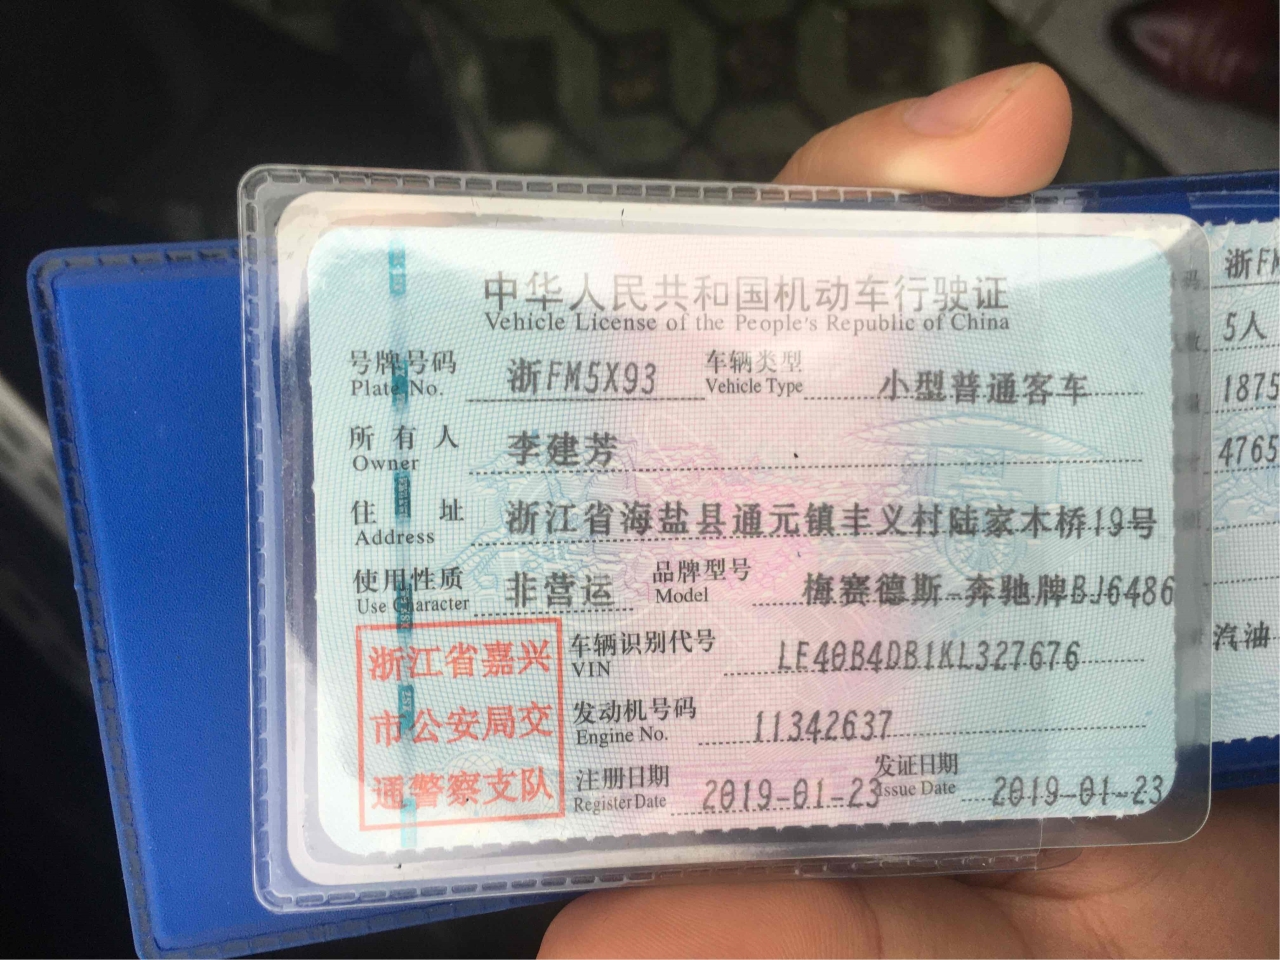 中华人民共和国机动车行驶证
Vehicle License of the People's Republic of China
号牌号码 浙FM5X93 车辆类型 小型普通客车
Plate No. Vehicle Type
所有人 李建芳
Owner
住址 浙江省海盐县通元镇丰义村陆家木桥19号
Address
使用性质 非营运 品牌型号 梅赛德斯-奔驰牌BJ6486
Use Character Model
车辆识别代号 LE40B4DB1KL327676
VIN
发动机号码 11342637
Engine No.
注册日期 2019-01-23 发证日期 2019-01-23
Register Date Issue Date
浙江省嘉兴
市公安局交
通警察支队
浙FM
5人
1875
4765
汽油